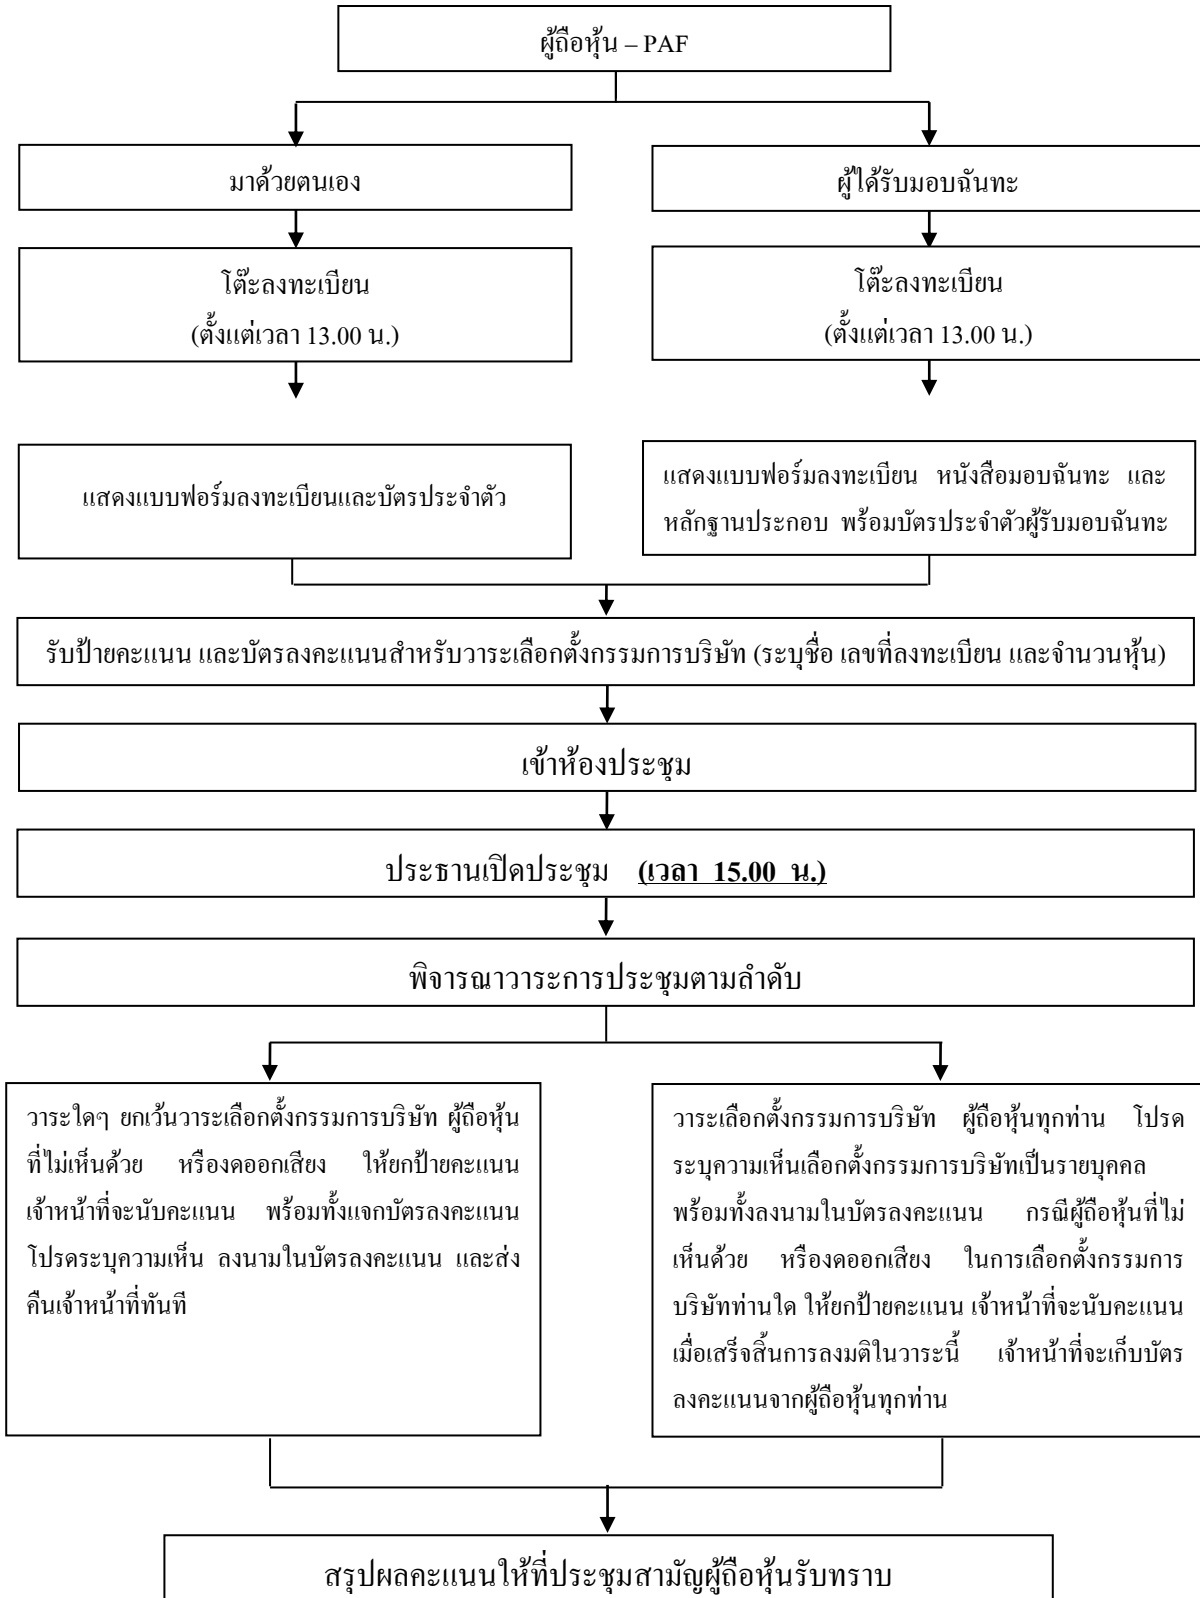 ผู้ถือหุ้น – PAF
มาด้วยตนเอง
ผู้ได้รับมอบฉันทะ
โต๊ะลงทะเบียน
(ตั้งแต่เวลา 13.00 น.)
โต๊ะลงทะเบียน
(ตั้งแต่เวลา 13.00 น.)
แสดงแบบฟอร์มลงทะเบียนและบัตรประจำตัว
แสดงแบบฟอร์มลงทะเบียน หนังสือมอบฉันทะ และ
หลักฐานประกอบ พร้อมบัตรประจำตัวผู้รับมอบฉันทะ
รับป้ายคะแนน และบัตรลงคะแนนสำหรับวาระเลือกตั้งกรรมการบริษัท (ระบุชื่อ เลขที่ลงทะเบียน และจำนวนหุ้น)
เข้าห้องประชุม
ประธานเปิดประชุม (เวลา 15.00 น.)
พิจารณาวาระการประชุมตามลำดับ
วาระใดๆ ยกเว้นวาระเลือกตั้งกรรมการบริษัท ผู้ถือหุ้น
ที่ไม่เห็นด้วย หรืองดออกเสียง ให้ยกป้ายคะแนน
เจ้าหน้าที่จะนับคะแนน พร้อมทั้งแจกบัตรลงคะแนน
โปรดระบุความเห็น ลงนามในบัตรลงคะแนน และส่ง
คืนเจ้าหน้าที่ทันที
วาระเลือกตั้งกรรมการบริษัท ผู้ถือหุ้นทุกท่าน โปรด
ระบุความเห็นเลือกตั้งกรรมการบริษัทเป็นรายบุคคล
พร้อมทั้งลงนามในบัตรลงคะแนน กรณีผู้ถือหุ้นที่ไม่
เห็นด้วย หรืองดออกเสียง ในการเลือกตั้งกรรมการ
บริษัทท่านใด ให้ยกป้ายคะแนน เจ้าหน้าที่จะนับคะแนน
เมื่อเสร็จสิ้นการลงมติในวาระนี้ เจ้าหน้าที่จะเก็บบัตร
ลงคะแนนจากผู้ถือหุ้นทุกท่าน
สรุปผลคะแนนให้ที่ประชุมสามัญผู้ถือหุ้นรับทราบ